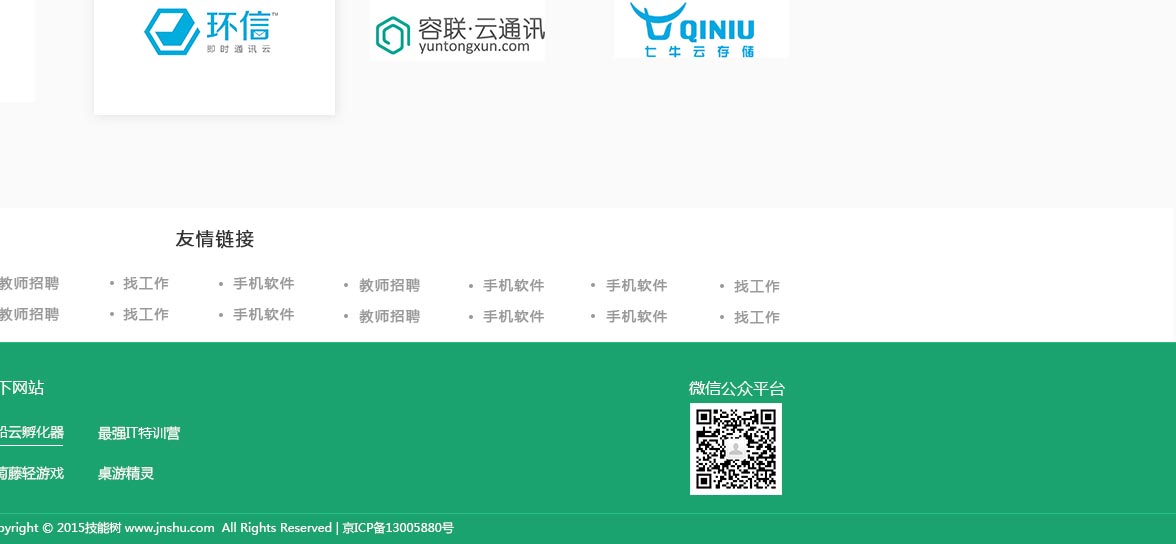 环信™
即时通讯云
容联·云通讯
yuntongxun.com
QINIU
七牛云存储
友情链接
教师招聘 • 找工作 • 手机软件 • 教师招聘 • 手机软件 • 手机软件 • 找工作
教师招聘 • 找工作 • 手机软件 • 教师招聘 • 手机软件 • 手机软件 • 找工作
下网站
微信公众平台
云孵化器 最强IT特训营
萄藤轻游戏 桌游精灵
pyright © 2015技能树 www.jnshu.com All Rights Reserved | 京ICP备13005880号